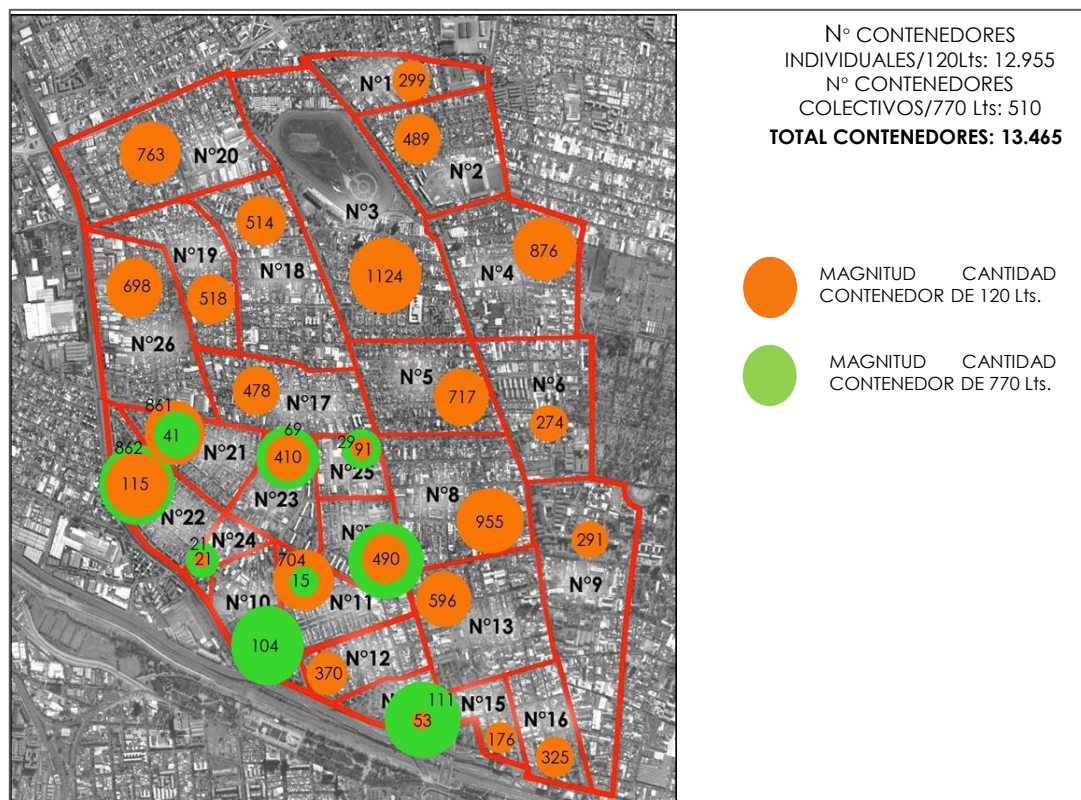 N° CONTENEDORES
INDIVIDUALES/120Lts: 12.955
N° CONTENEDORES
COLECTIVOS/770 Lts: 510
TOTAL CONTENEDORES: 13.465
MAGNITUD CANTIDAD
CONTENEDOR DE 120 Lts.
MAGNITUD CANTIDAD
CONTENEDOR DE 770 Lts.
N°1
299
489
N°2
763
N°20
514
N°3
N°19
N°18
876
N°4
1124
698
518
N°26
N°5
N°6
478
717
N°17
274
861
69
41
29
91
862
N°21
410
N°25
115
N°23
N°8
N°22
955
N°24
291
21
21
704
490
N°9
15
N°10
N°11
596
N°13
104
N°12
370
111
N°15
53
N°16
176
325